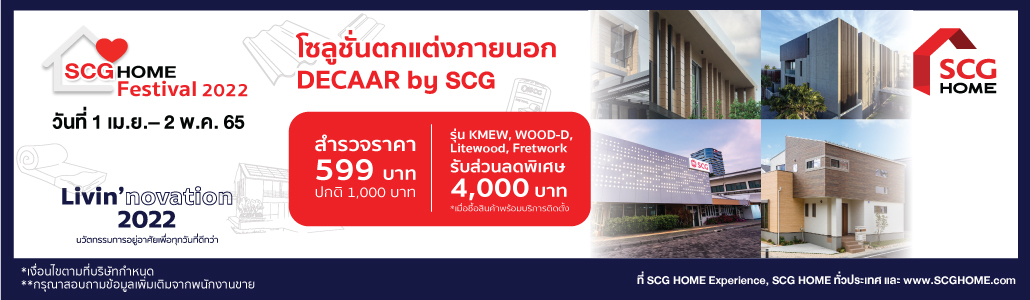 SCG HOME
Festival 2022
วันที่ 1 เม.ย.– 2 พ.ค. 65
Livin'novation
2022
นวัตกรรมการอยู่อาศัยเพื่อทุกวันที่ดีกว่า
โซลูชั่นตกแต่งภายนอก
DECAAR by SCG
สำรวจราคา
599 บาท
ปกติ 1,000 บาท
รุ่น KMEW, WOOD-D,
Litewood, Fretwork
รับส่วนลดพิเศษ
4,000 บาท
*เมื่อซื้อสินค้าพร้อมบริการติดตั้ง
SCG
SCG
HOME
*เงื่อนไขตามที่บริษัทกำหนด
**กรุณาสอบถามข้อมูลเพิ่มเติมจากพนักงานขาย
ที่ SCG HOME Experience, SCG HOME ทั่วประเทศ และ www.SCGHOME.com